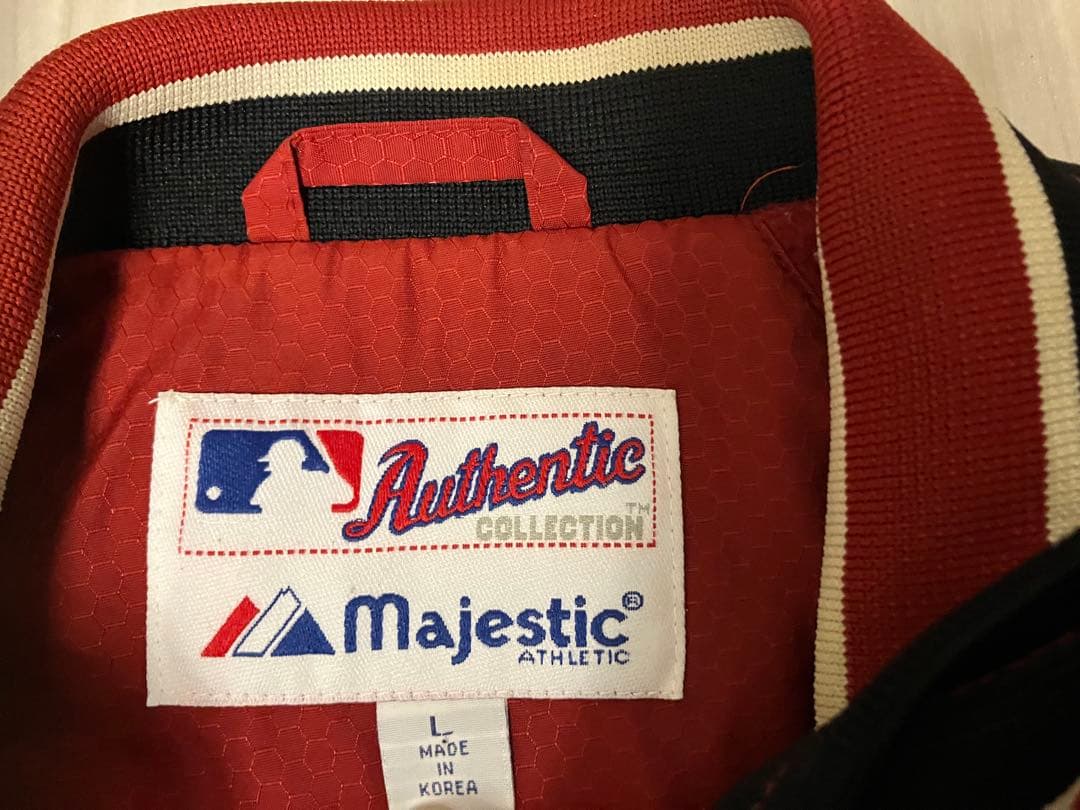 Authentic
COLLECTION™
Majestic®
ATHLETIC
L
MADE
IN
KOREA